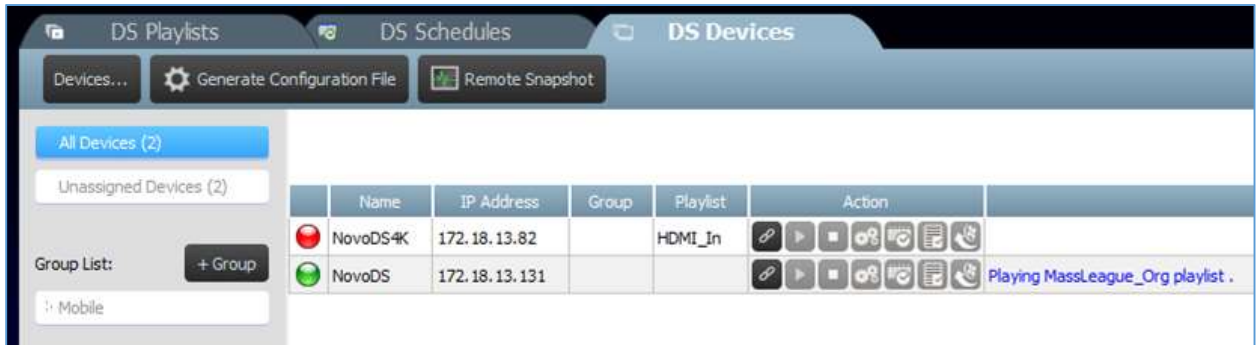 DS Playlists DS Schedules DS Devices
Devices... Generate Configuration File Remote Snapshot
All Devices (2)
Unassigned Devices (2)
Group List: + Group
Mobile
Name IP Address Group Playlist Action
NovoDS4K 172.18.13.82 HDMI_In
NovoDS 172.18.13.131 Playing MassLeague_Org playlist .